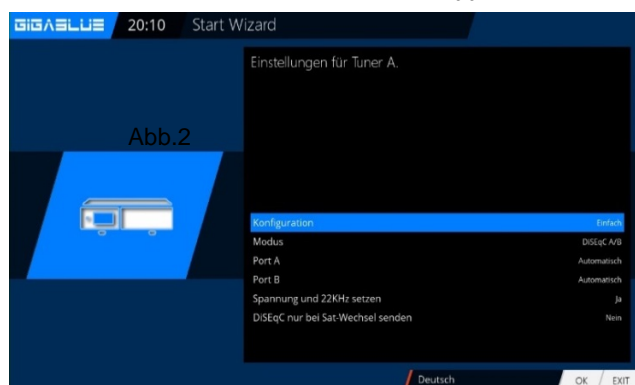 GIGABLUE 20:10 Start Wizard
Einstellungen für Tuner A.
Abb.2
Konfiguration Einfach
Modus DiSEqC A/B
Port A Automatisch
Port B Automatisch
Spannung und 22KHz setzen Ja
DiSEqC nur bei Sat-Wechsel senden Nein
Deutsch OK EXIT